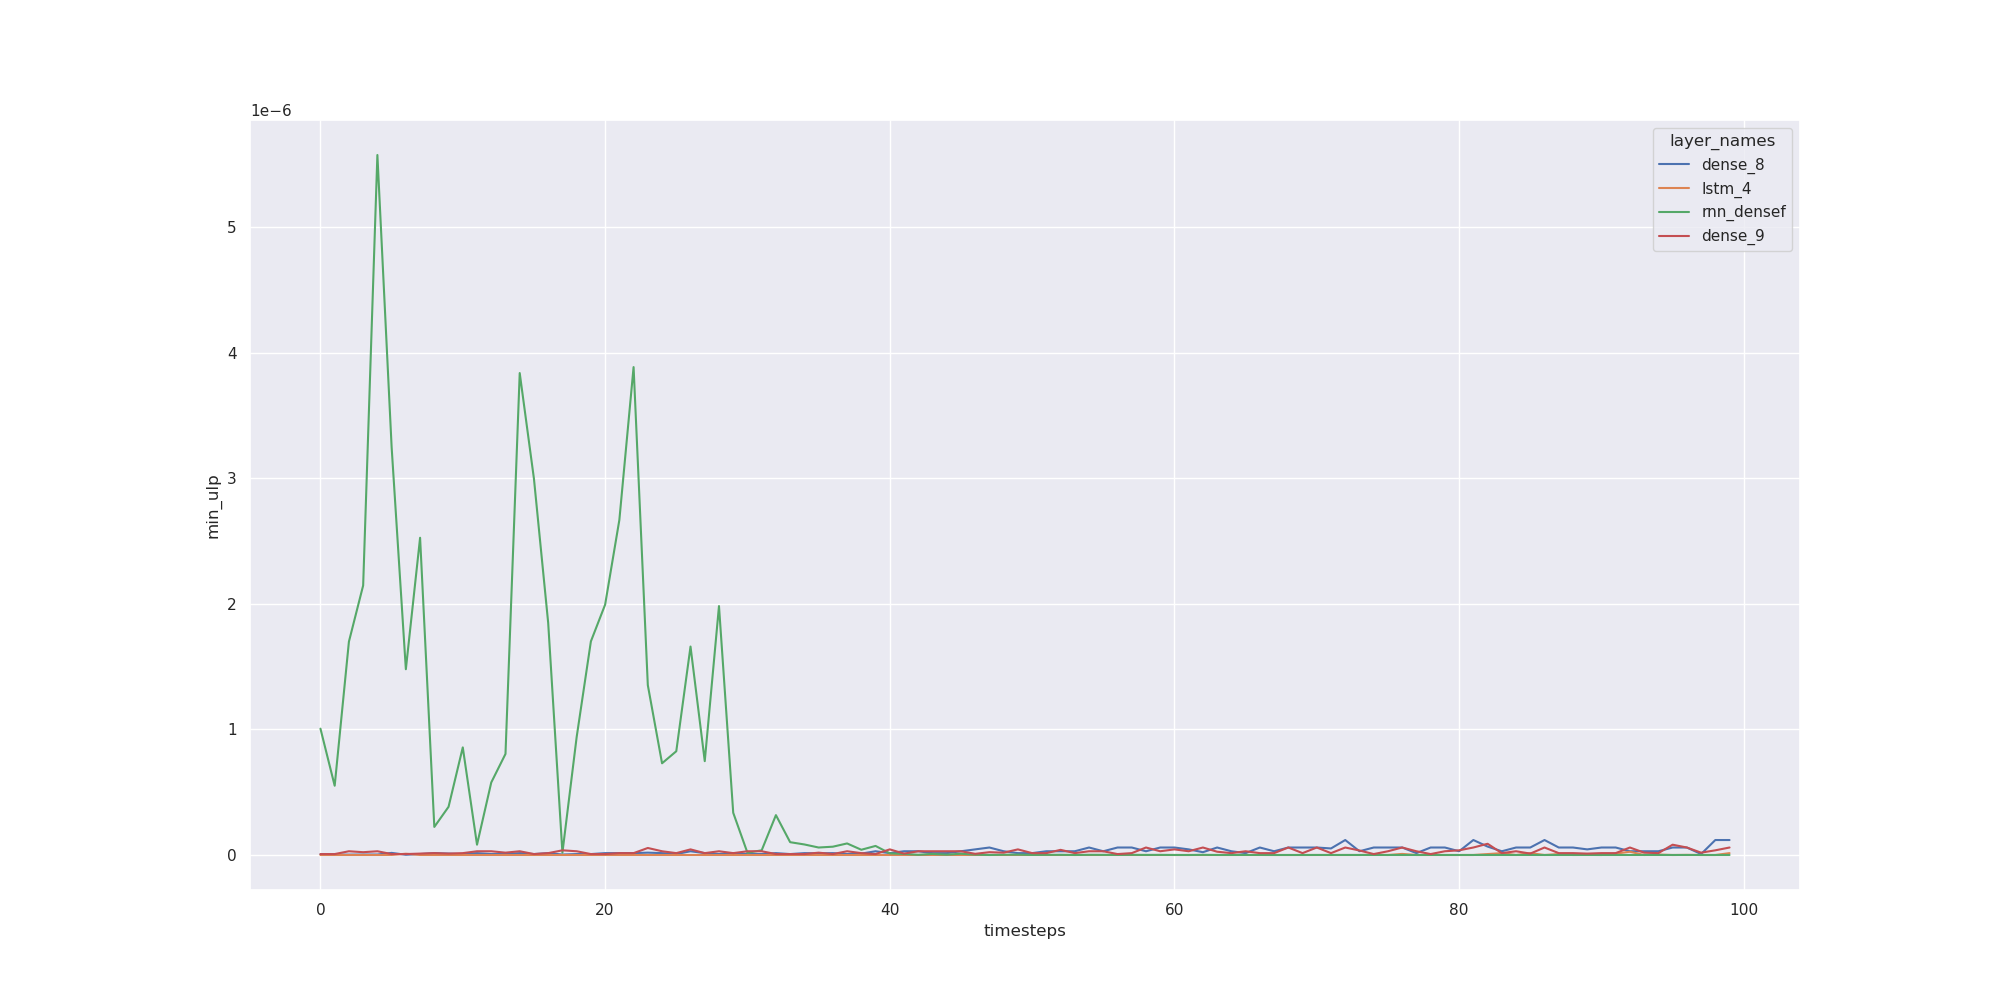 1e−6
layer_names
dense_8
lstm_4
rnn_densef
dense_9
5
4
3
2
1
0
min_ulp
0
20
40
60
80
100
timesteps